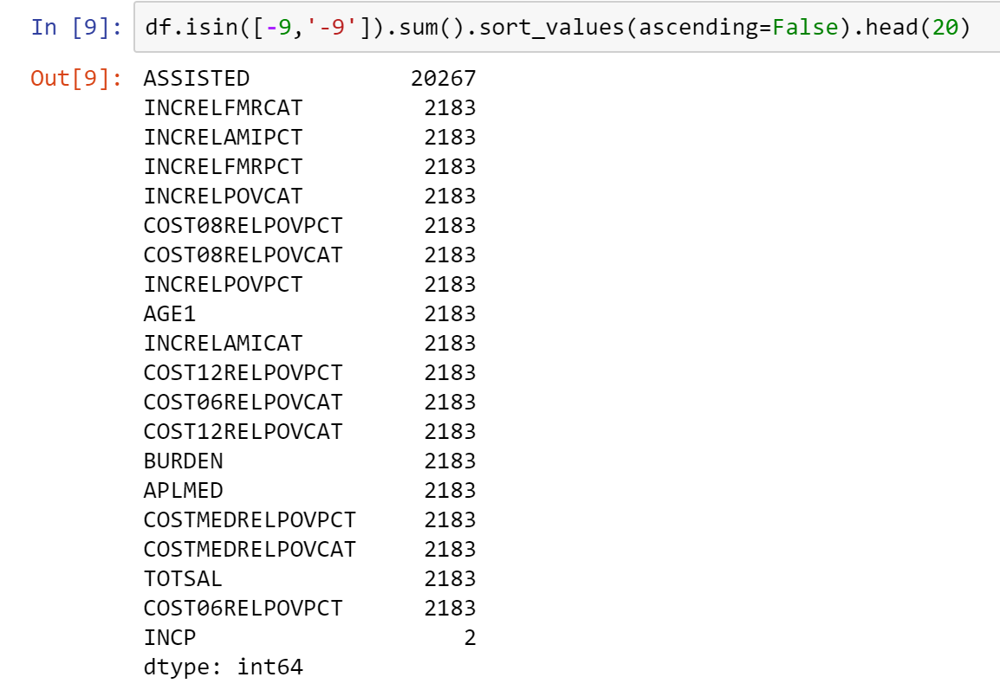 In [9]: df.isin([-9,'-9']).sum().sort_values(ascending=False).head(20)
Out[9]: ASSISTED 20267
INCRELFMRCAT 2183
INCRELAMIPCT 2183
INCRELFMRPCT 2183
INCRELPOVCAT 2183
COST08RELPOVPCT 2183
COST08RELPOVCAT 2183
INCRELPOVPCT 2183
AGE1 2183
INCRELAMICAT 2183
COST12RELPOVPCT 2183
COST06RELPOVCAT 2183
COST12RELPOVCAT 2183
BURDEN 2183
APLMED 2183
COSTMEDRELPOVPCT 2183
COSTMEDRELPOVCAT 2183
TOTSAL 2183
COST06RELPOVPCT 2183
INCP 2
dtype: int64